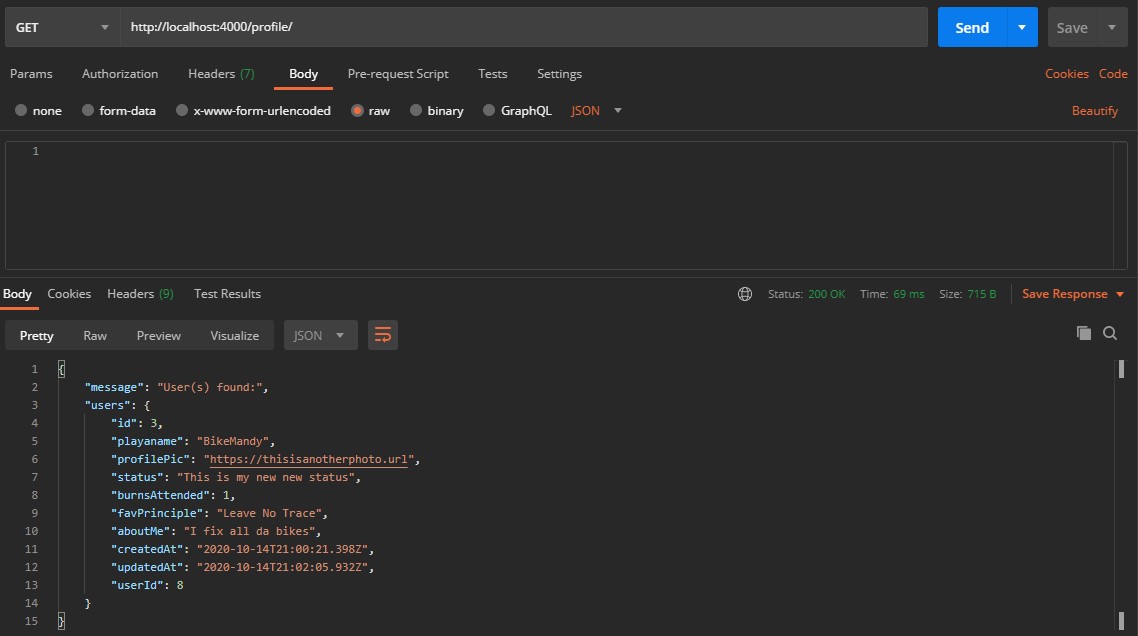 GET http://localhost:4000/profile/ Send Save
Params Authorization Headers (7) Body Pre-request Script Tests Settings Cookies Code
none form-data x-www-form-urlencoded raw binary GraphQL JSON Beautify
1
Body Cookies Headers (9) Test Results Status: 200 OK Time: 69 ms Size: 715 B Save Response
Pretty Raw Preview Visualize JSON
1 {
2 "message": "User(s) found:",
3 "users": {
4 "id": 3,
5 "playaname": "BikeMandy",
6 "profilePic": "https://thisisanotherphoto.url",
7 "status": "This is my new new status",
8 "burnsAttended": 1,
9 "favPrinciple": "Leave No Trace",
10 "aboutMe": "I fix all da bikes",
11 "createdAt": "2020-10-14T21:00:21.398Z",
12 "updatedAt": "2020-10-14T21:02:05.932Z",
13 "userId": 8
14 }
15 }